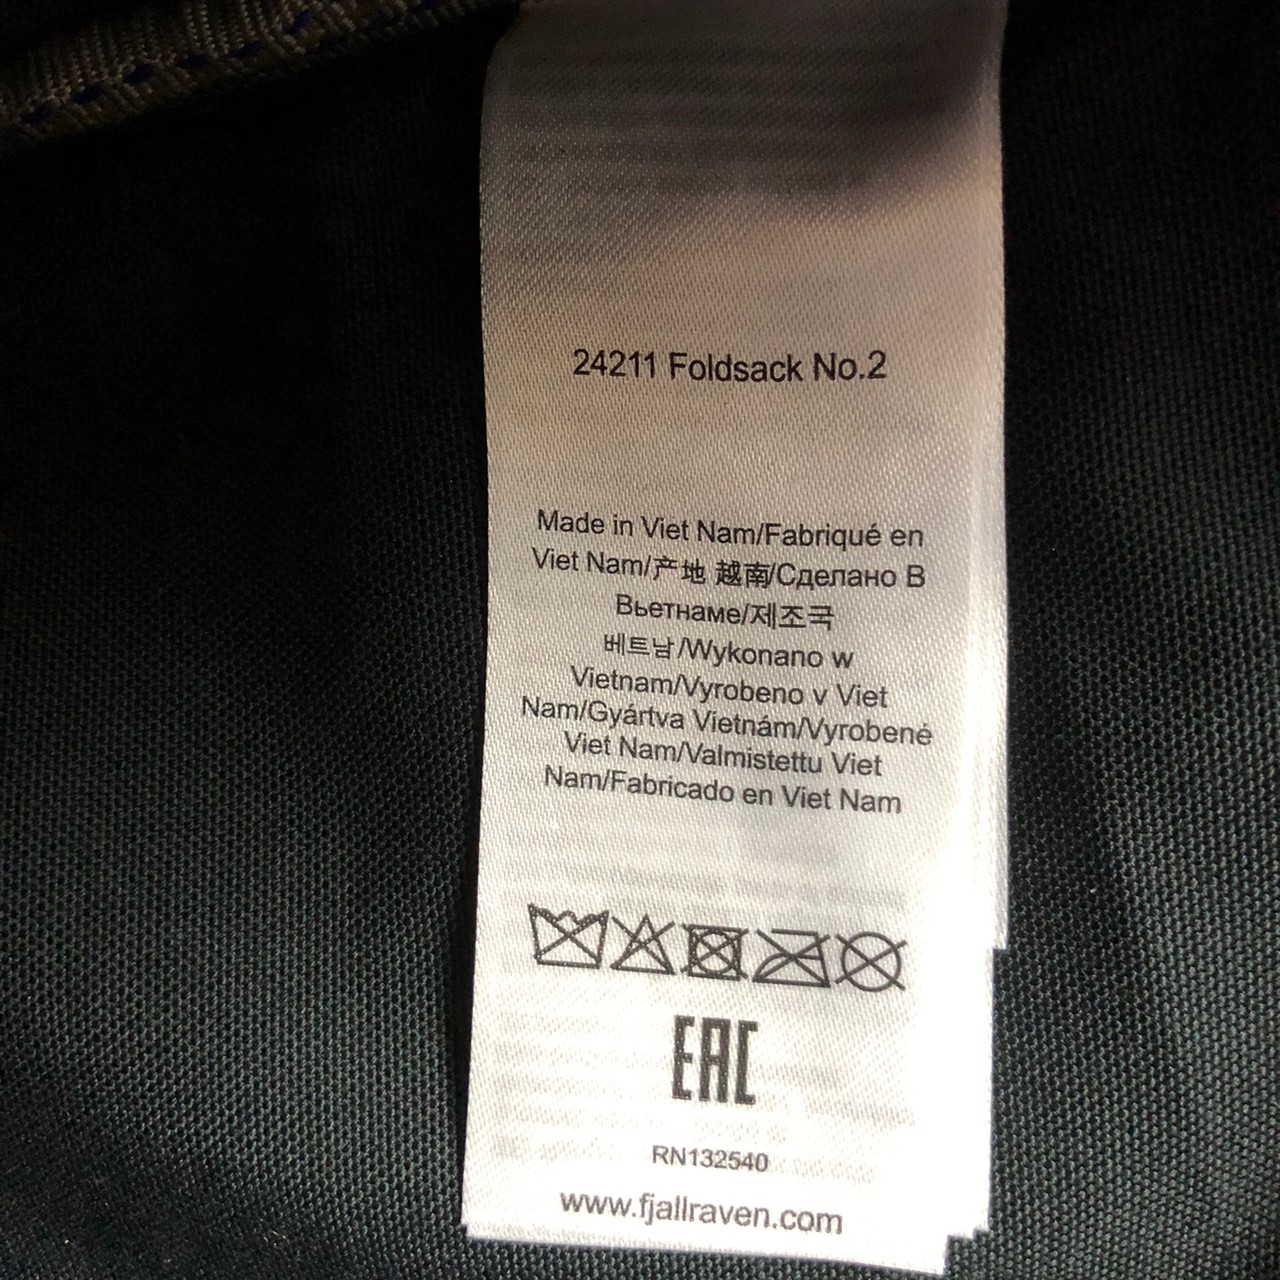 24211 Foldsack No.2
Made in Viet Nam/Fabriqué en
Viet Nam/产地 越南/Сделано В
Вьетнаме/제조국
베트남/Wykonano w
Vietnam/Vyrobeno v Viet
Nam/Gyártva Vietnám/Vyrobené
Viet Nam/Valmistettu Viet
Nam/Fabricado en Viet Nam
EAC
RN132540
www.fjallraven.com